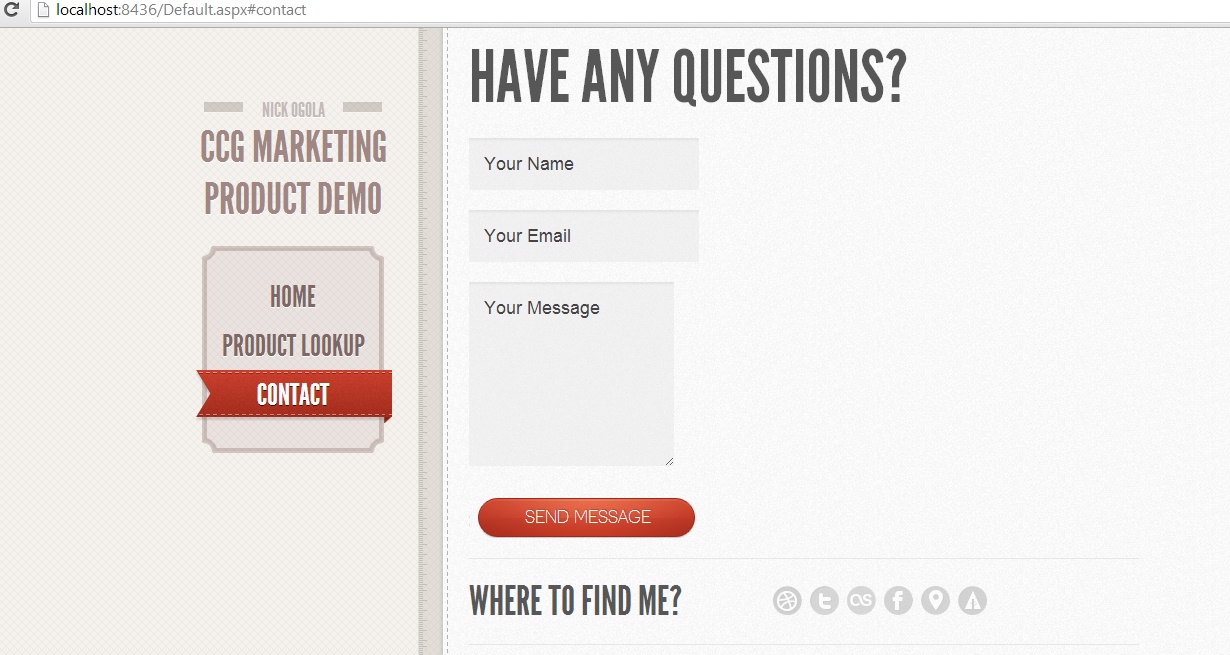 localhost:8436/Default.aspx#contact
NICK OGOLA
CCG MARKETING
PRODUCT DEMO
HOME
PRODUCT LOOKUP
CONTACT
HAVE ANY QUESTIONS?
Your Name
Your Email
Your Message
SEND MESSAGE
WHERE TO FIND ME?